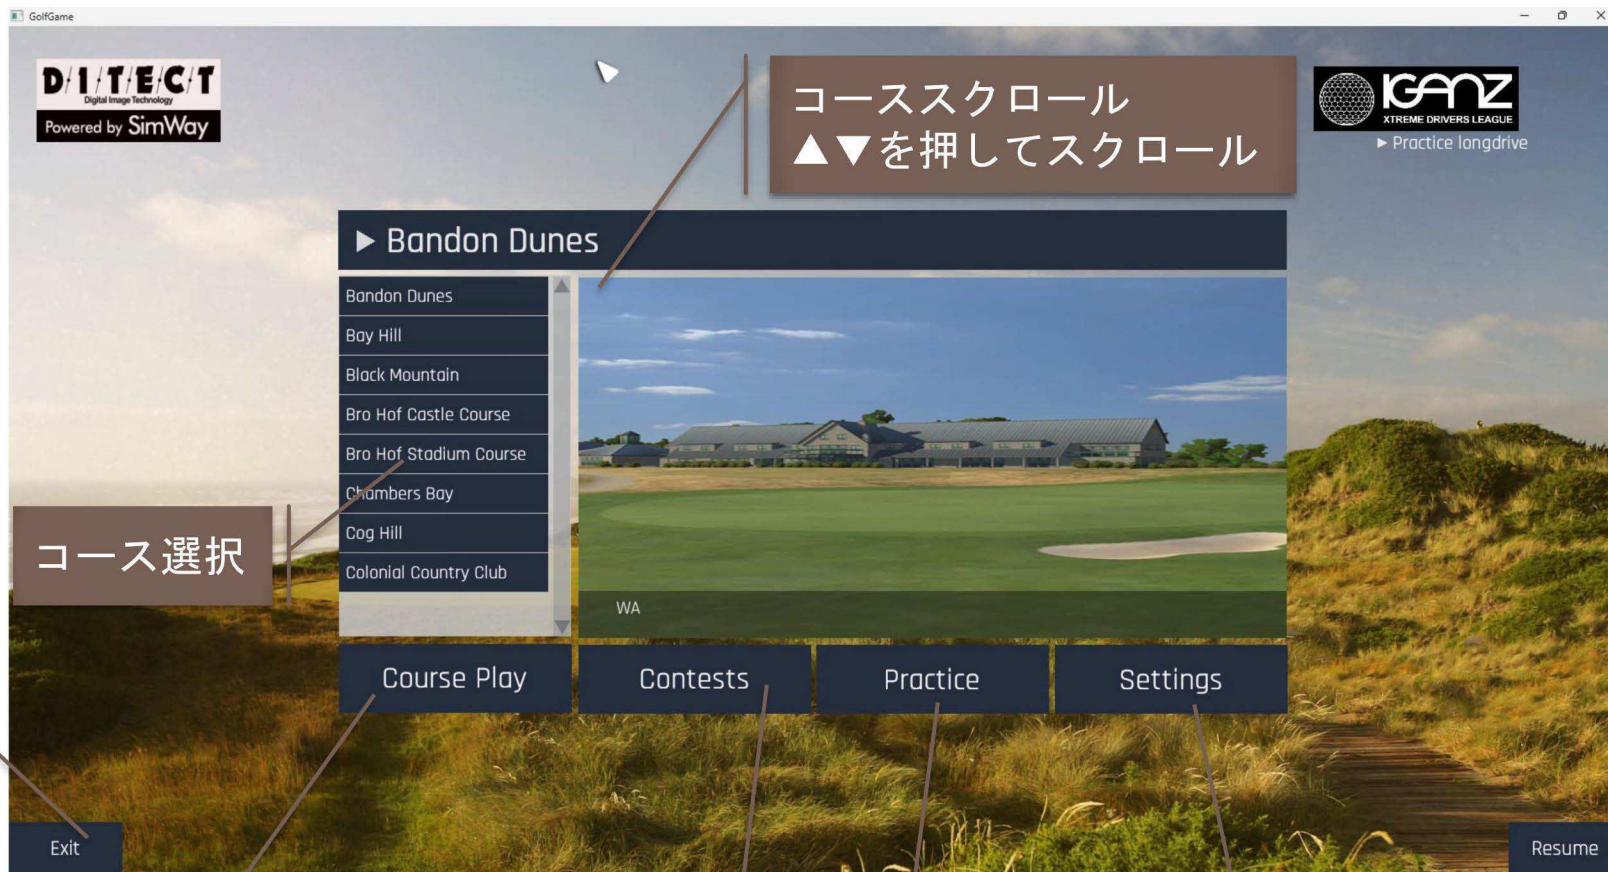 GolfGame
D/I/T/E/C/T
Digital Image Technology
Powered by SimWay
コーススクロール
▲▼を押してスクロール
IGANZ
XTREME DRIVERS LEAGUE
▶ Practice longdrive
▶ Bandon Dunes
Bandon Dunes
Bay Hill
Black Mountain
Bro Hof Castle Course
Bro Hof Stadium Course
Chambers Bay
Cog Hill
Colonial Country Club
コース選択
WA
Course Play
Contests
Practice
Settings
Exit
Resume